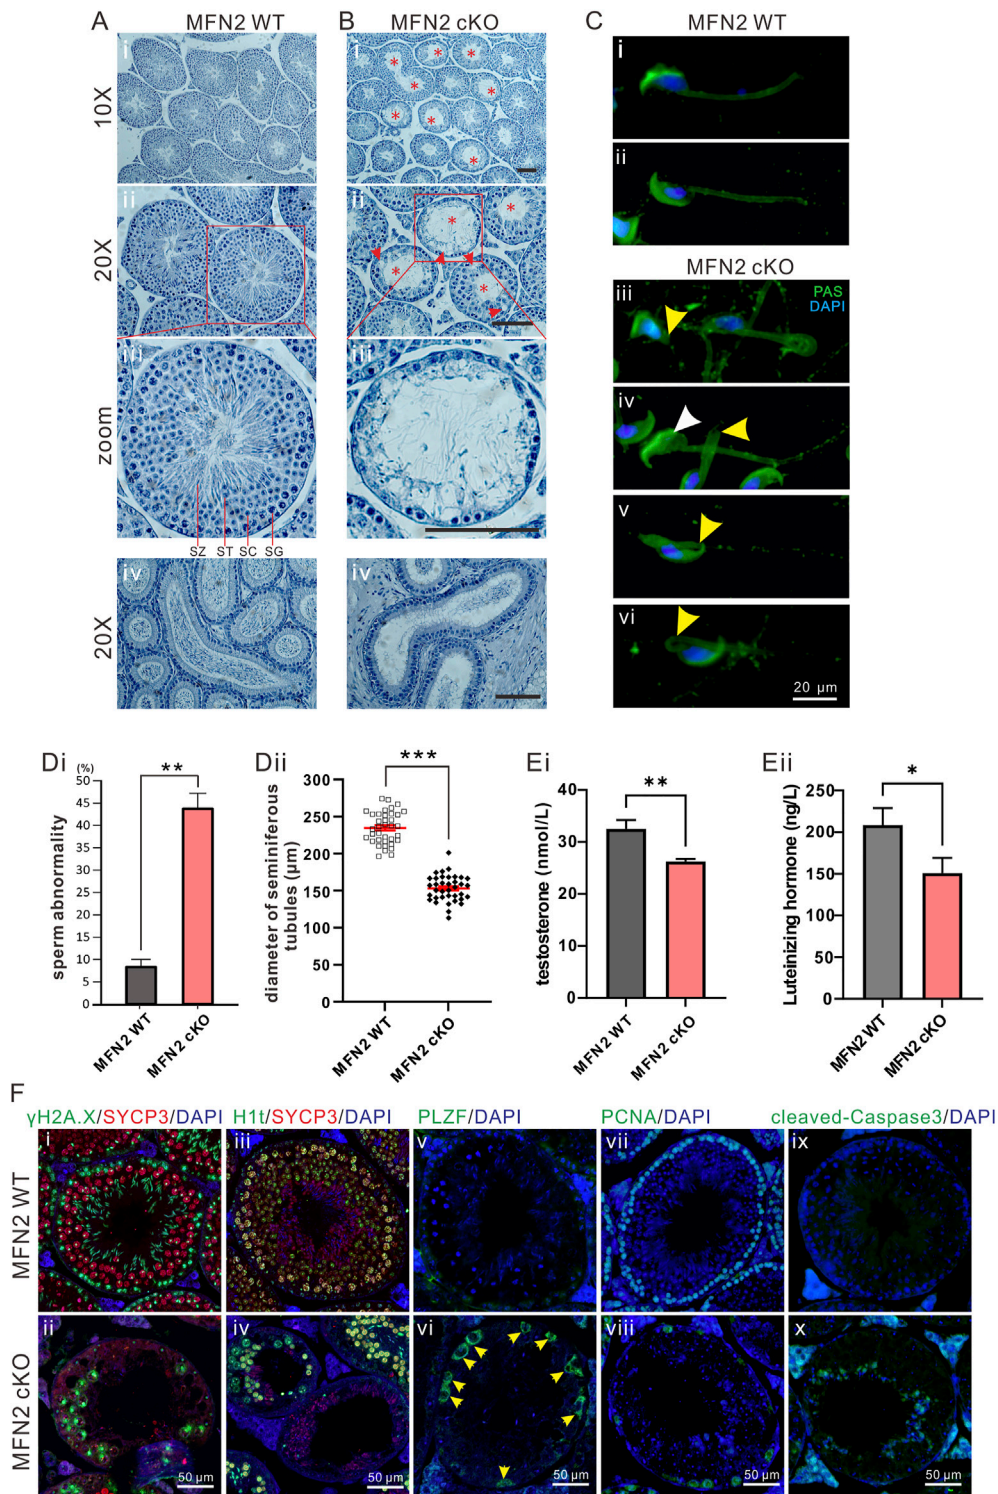 A MFN2 WT
B MFN2 cKO
C MFN2 WT
10X
i
i
i
ii
20X
ii
ii
MFN2 cKO
iii
PAS
DAPI
zoom
iii
iii
iv
SZ ST SC SG
v
20X
iv
iv
vi
20 μm
Di
(%)
**
sperm abnormality
50
45
40
35
30
25
20
15
10
5
0
MFN2 WT
MFN2 cKO
Dii
***
diameter of seminiferous
tubules (μm)
300
250
200
150
100
50
0
MFN2 WT
MFN2 cKO
Ei
**
testosterone (nmol/L)
40
30
20
10
0
MFN2 WT
MFN2 cKO
Eii
*
Luteinizing hormone (ng/L)
250
200
150
100
50
0
MFN2 WT
MFN2 cKO
F
γH2A.X/SYCP3/DAPI
H1t/SYCP3/DAPI
PLZF/DAPI
PCNA/DAPI
cleaved-Caspase3/DAPI
MFN2 WT
i
iii
v
vii
ix
MFN2 cKO
ii
iv
vi
viii
x
50 μm
50 μm
50 μm
50 μm
50 μm